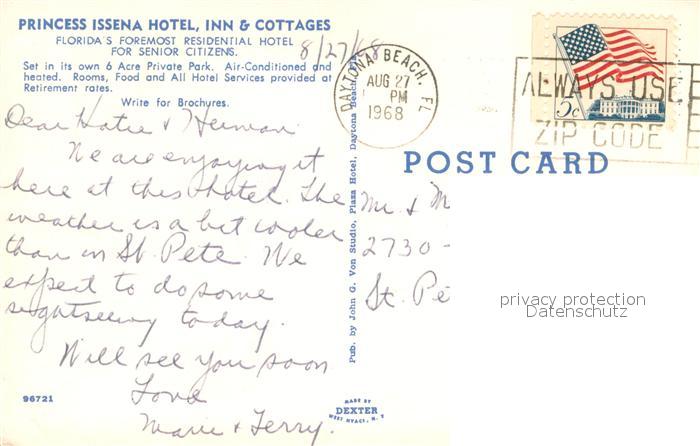 PRINCESS ISSENA HOTEL, INN & COTTAGES
FLORIDA'S FOREMOST RESIDENTIAL HOTEL
FOR SENIOR CITIZENS.
Set in its own 6 Acre Private Park. Air-Conditioned and
heated. Rooms, Food and All Hotel Services provided at
Retirement rates.
Write for Brochures.
8/27/68
Dear Katie & Herman
We are enjoying it
here at this hotel. The
weather is a bit cooler
than in St. Pete. We
expect to do some
sightseeing today.
Will see you soon
Love
Marie & Terry.
96721
Pub. by John G. Von Studio, Plaza Hotel, Daytona Beach, Fla.
MADE BY
DEXTER
WEST NYACK, N. Y.
DAYTONA BEACH, FL
AUG 27
PM
1968
ALWAYS USE
ZIP CODE
5c
POST CARD
Mr. & M
2730 -
St. Pe
privacy protection
Datenschutz